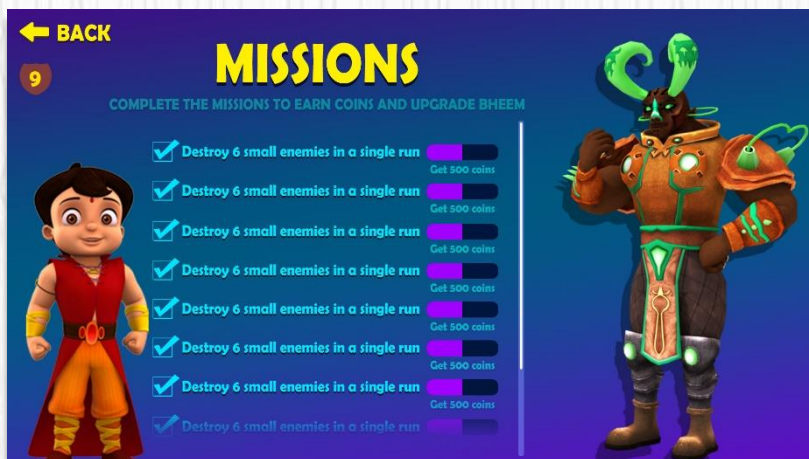 BACK
9
MISSIONS
COMPLETE THE MISSIONS TO EARN COINS AND UPGRADE BHEEM
Destroy 6 small enemies in a single run
Get 500 coins
Destroy 6 small enemies in a single run
Get 500 coins
Destroy 6 small enemies in a single run
Get 500 coins
Destroy 6 small enemies in a single run
Get 500 coins
Destroy 6 small enemies in a single run
Get 500 coins
Destroy 6 small enemies in a single run
Get 500 coins
Destroy 6 small enemies in a single run
Get 500 coins
Destroy 6 small enemies in a single run